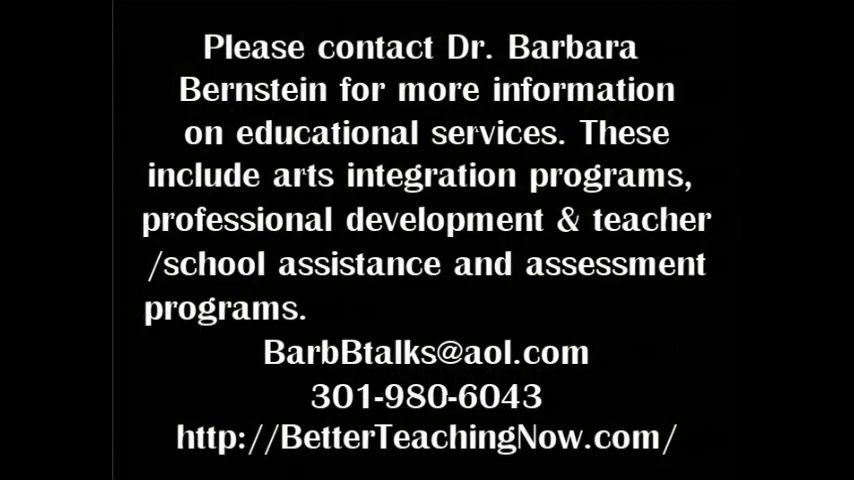 Please contact Dr. Barbara
Bernstein for more information
on educational services. These
include arts integration programs,
professional development & teacher
/school assistance and assessment
programs.
BarbBtalks@aol.com
301-980-6043
http://BetterTeachingNow.com/